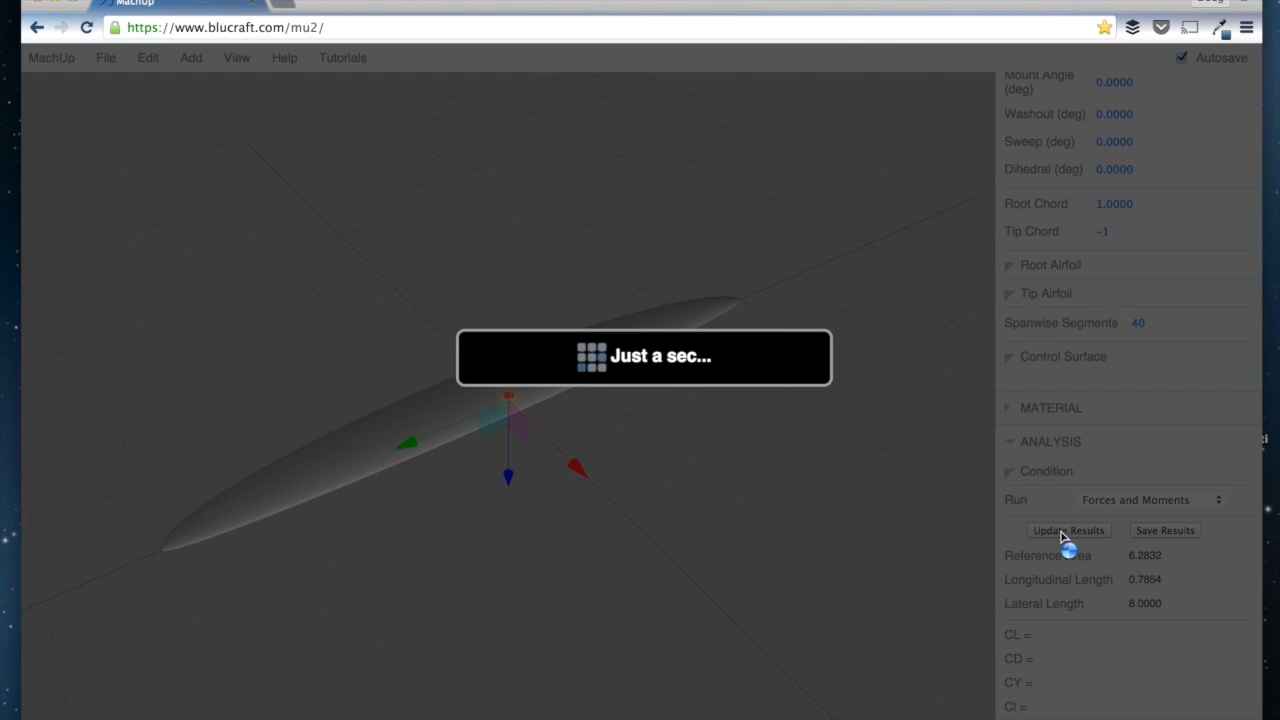 MachUp
https://www.blucraft.com/mu2/
MachUp File Edit Add View Help Tutorials Autosave
Mount Angle (deg) 0.0000
Washout (deg) 0.0000
Sweep (deg) 0.0000
Dihedral (deg) 0.0000
Root Chord 1.0000
Tip Chord -1
Root Airfoil
Tip Airfoil
Spanwise Segments 40
Just a sec...
Control Surface
MATERIAL
ANALYSIS
Condition
Run Forces and Moments
Update Results Save Results
Reference Area 6.2832
Longitudinal Length 0.7854
Lateral Length 8.0000
CL =
CD =
CY =
Cl =